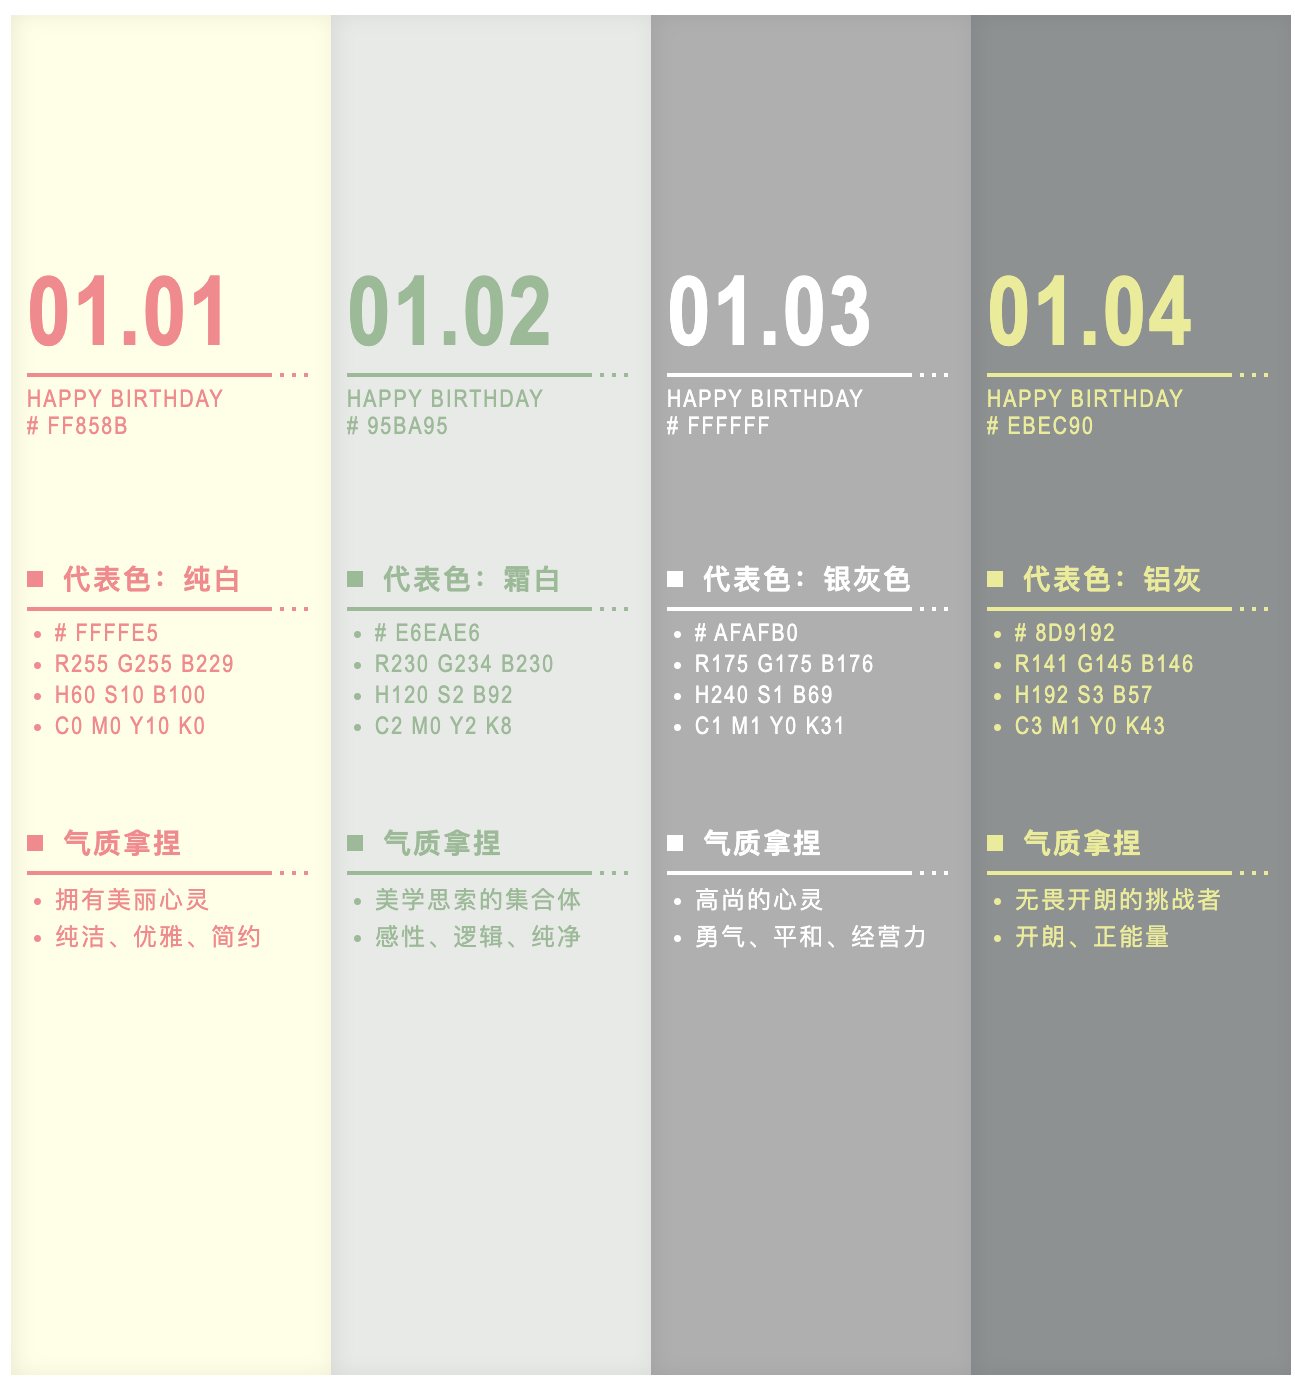 01.01
HAPPY BIRTHDAY
# FF858B
■ 代表色：纯白
• # FFFFE5
• R255 G255 B229
• H60 S10 B100
• C0 M0 Y10 K0
■ 气质拿捏
• 拥有美丽心灵
• 纯洁、优雅、简约
01.02
HAPPY BIRTHDAY
# 95BA95
■ 代表色：霜白
• # E6EAE6
• R230 G234 B230
• H120 S2 B92
• C2 M0 Y2 K8
■ 气质拿捏
• 美学思索的集合体
• 感性、逻辑、纯净
01.03
HAPPY BIRTHDAY
# FFFFFF
■ 代表色：银灰色
• # AFAFB0
• R175 G175 B176
• H240 S1 B69
• C1 M1 Y0 K31
■ 气质拿捏
• 高尚的心灵
• 勇气、平和、经营力
01.04
HAPPY BIRTHDAY
# EBEC90
■ 代表色：铝灰
• # 8D9192
• R141 G145 B146
• H192 S3 B57
• C3 M1 Y0 K43
■ 气质拿捏
• 无畏开朗的挑战者
• 开朗、正能量